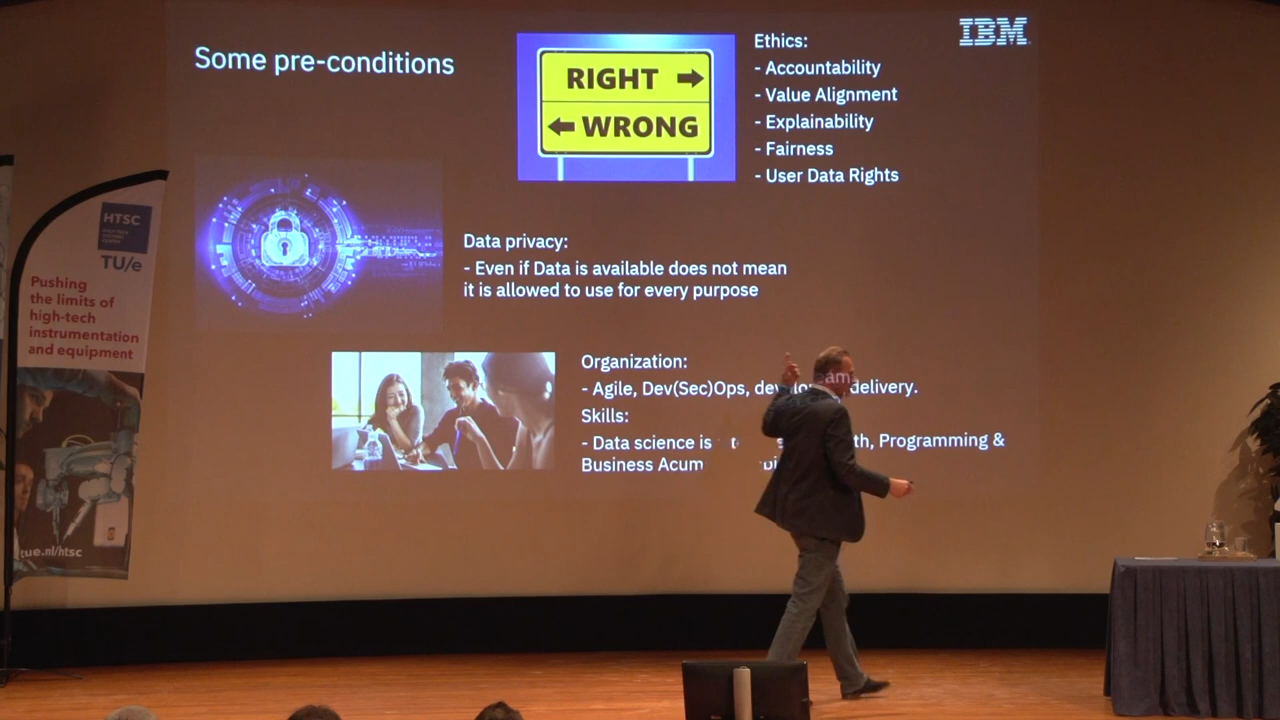 Some pre-conditions
RIGHT
WRONG
Ethics:
- Accountability
- Value Alignment
- Explainability
- Fairness
- User Data Rights
IBM
Data privacy:
- Even if Data is available does not mean
it is allowed to use for every purpose
Organization:
- Agile, Dev(Sec)Ops, delivery.
Skills:
- Data science is Programming &
Business
HTSC
TU/e
Pushing
the limits of
high-tech
instrumentation
and equipment
tue.nl/htsc